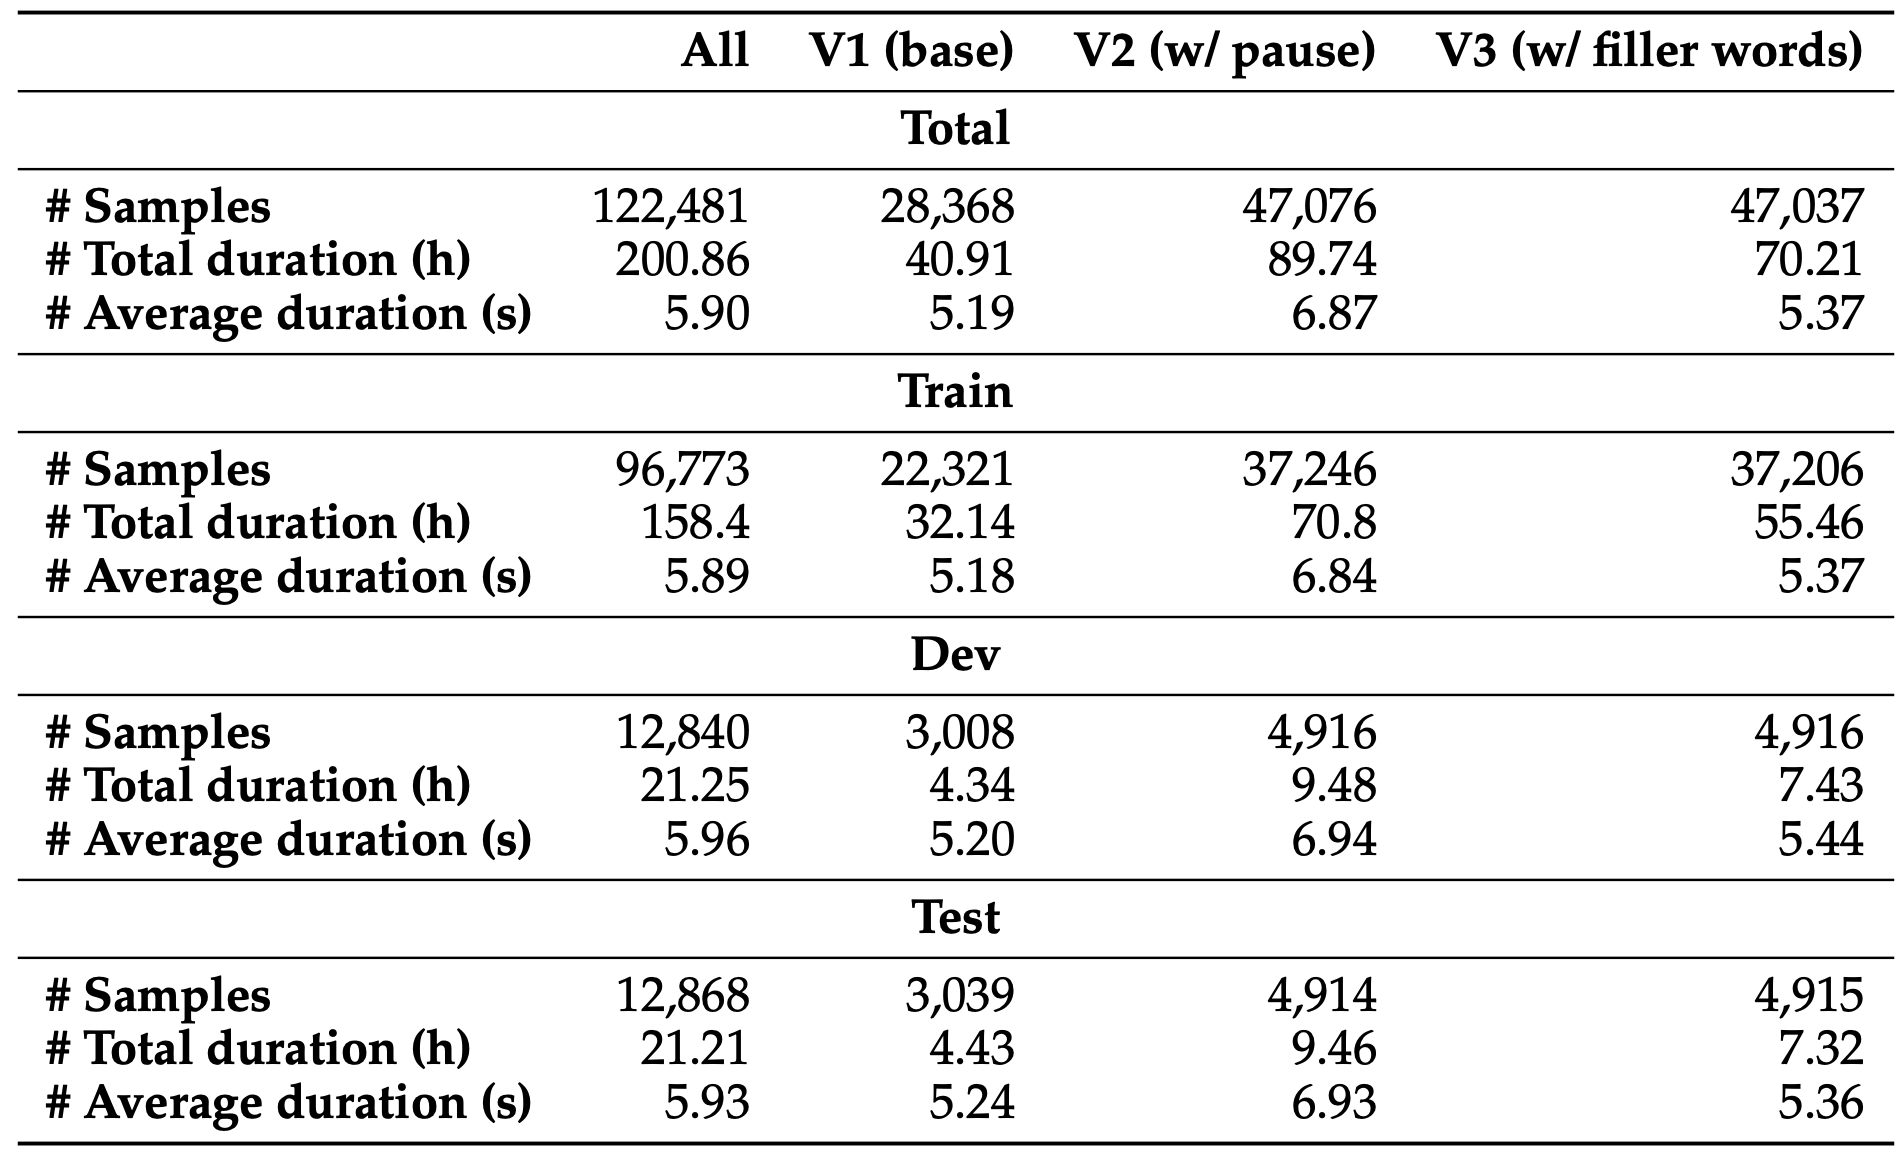 All V1 (base) V2 (w/ pause) V3 (w/ filler words)
Total
# Samples 122,481 28,368 47,076 47,037
# Total duration (h) 200.86 40.91 89.74 70.21
# Average duration (s) 5.90 5.19 6.87 5.37
Train
# Samples 96,773 22,321 37,246 37,206
# Total duration (h) 158.4 32.14 70.8 55.46
# Average duration (s) 5.89 5.18 6.84 5.37
Dev
# Samples 12,840 3,008 4,916 4,916
# Total duration (h) 21.25 4.34 9.48 7.43
# Average duration (s) 5.96 5.20 6.94 5.44
Test
# Samples 12,868 3,039 4,914 4,915
# Total duration (h) 21.21 4.43 9.46 7.32
# Average duration (s) 5.93 5.24 6.93 5.36